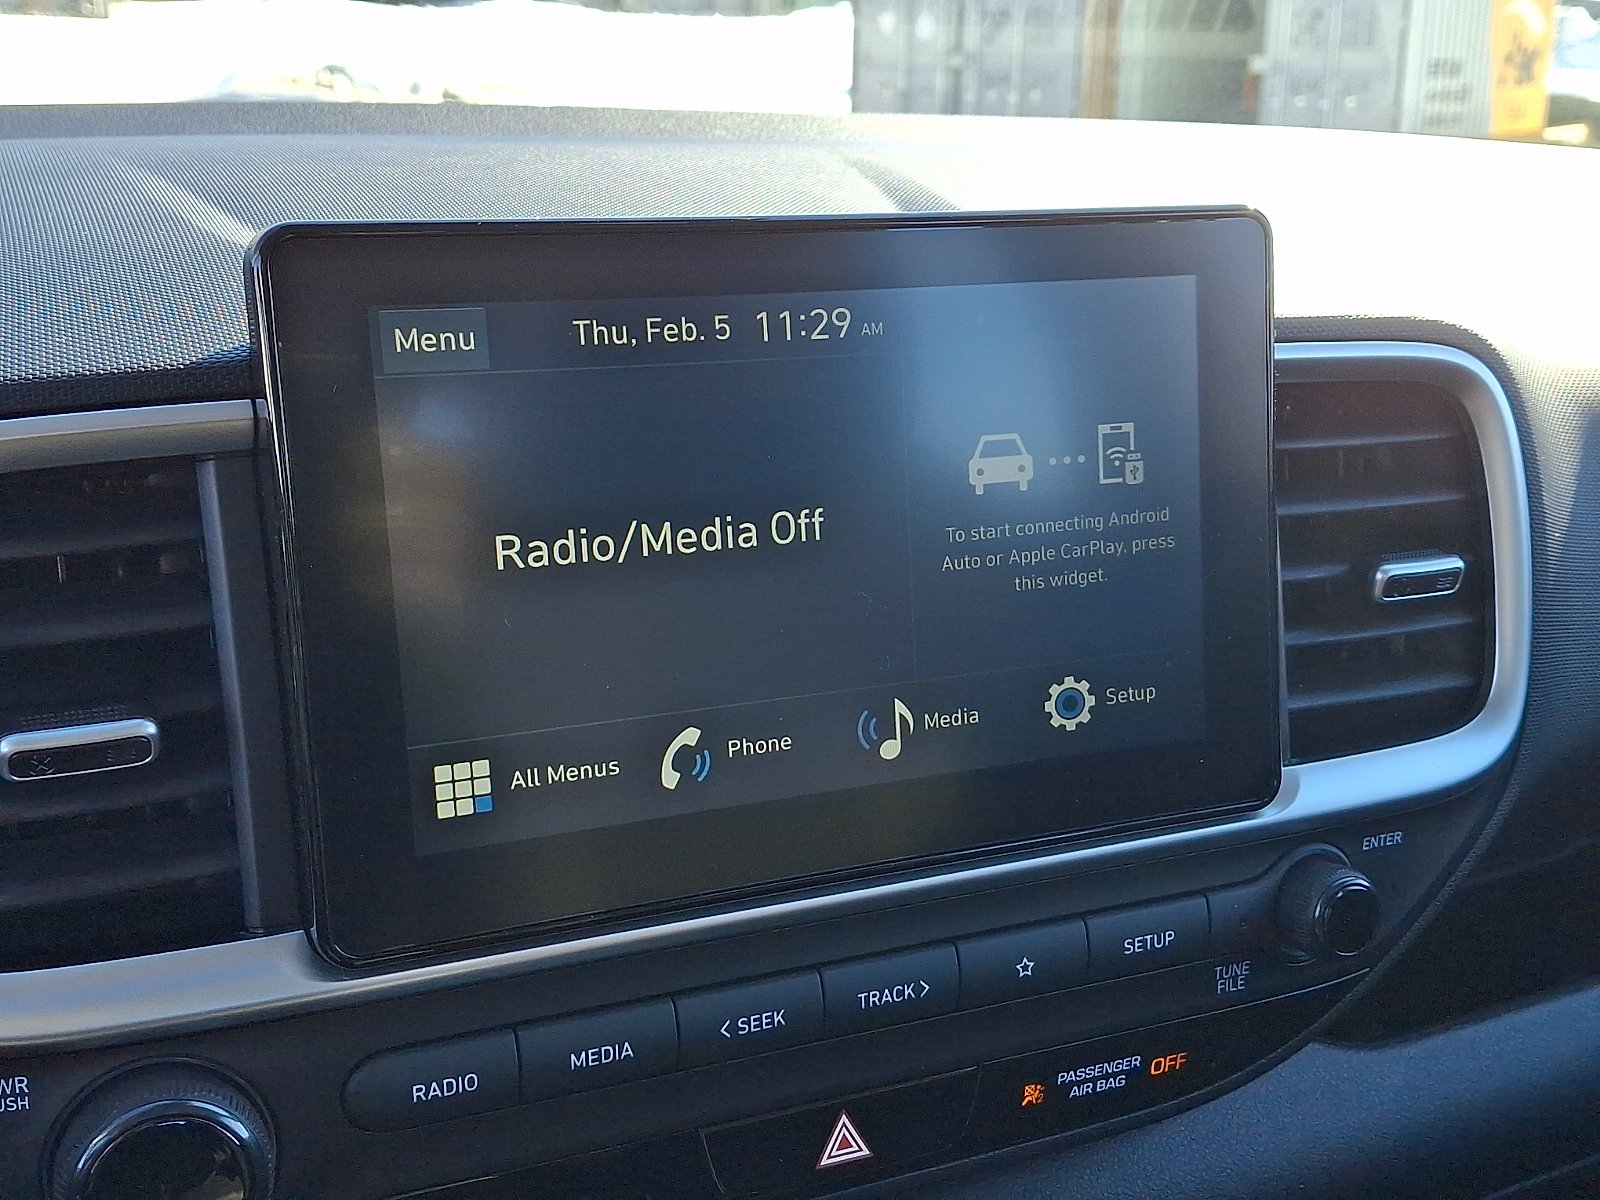 Menu
Thu, Feb. 5 11:29 AM
Radio/Media Off
To start connecting Android
Auto or Apple CarPlay, press
this widget.
All Menus
Phone
Media
Setup
ENTER
TUNE
FILE
RADIO
MEDIA
< SEEK
TRACK >
SETUP
PASSENGER
AIR BAG
OFF